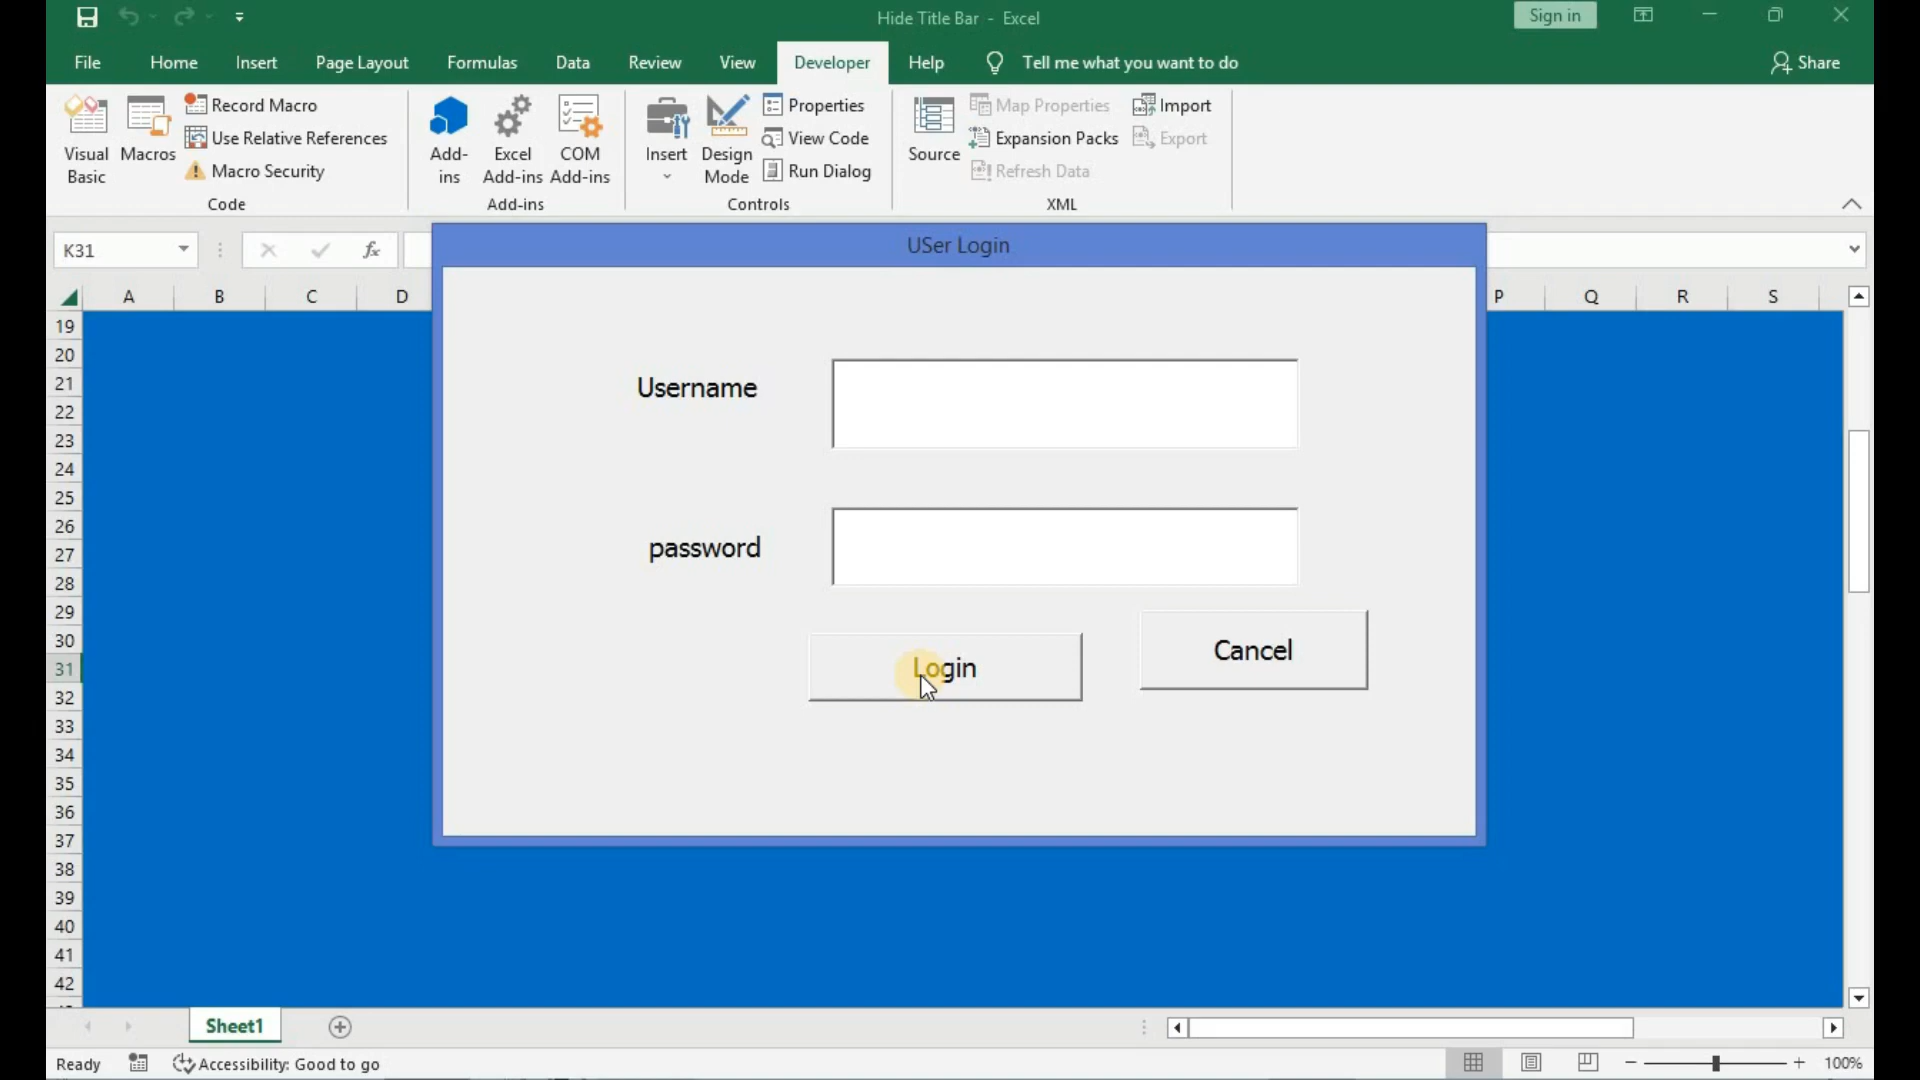 Hide Title Bar - Excel
Sign in
File Home Insert Page Layout Formulas Data Review View Developer Help Tell me what you want to do Share
Visual Basic
Macros
Record Macro
Use Relative References
Macro Security
Code
Add-ins
Excel Add-ins
COM Add-ins
Add-ins
Insert
Design Mode
Properties
View Code
Run Dialog
Controls
Source
Map Properties
Expansion Packs
Refresh Data
Import
Export
XML
K31
fx
A B C D P Q R S
19
20
21
22
23
24
25
26
27
28
29
30
31
32
33
34
35
36
37
38
39
40
41
42
USer Login
Username
password
Login
Cancel
Sheet1
Ready
Accessibility: Good to go
100%